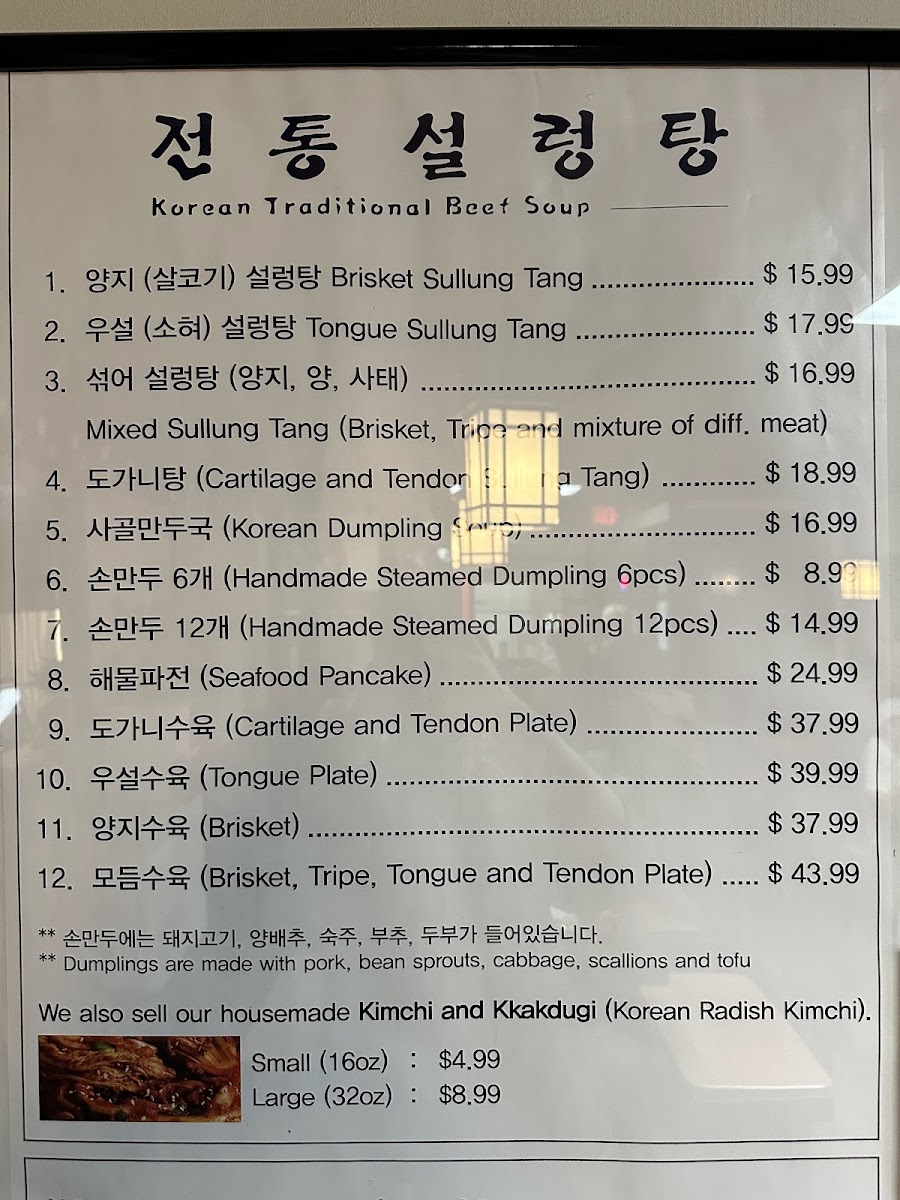 전통설렁탕
Korean Traditional Beef Soup
1. 양지 (살코기) 설렁탕 Brisket Sullung Tang ..................... $ 15.99
2. 우설 (소혀) 설렁탕 Tongue Sullung Tang ....................... $ 17.99
3. 섞어 설렁탕 (양지, 양, 사태) ........................................... $ 16.99
Mixed Sullung Tang (Brisket, Tripe and mixture of diff. meat)
4. 도가니탕 (Cartilage and Tendon Sullung Tang) ............ $ 18.99
5. 사골만두국 (Korean Dumpling Soup) ............................. $ 16.99
6. 손만두 6개 (Handmade Steamed Dumpling 6pcs) ........ $ 8.99
7. 손만두 12개 (Handmade Steamed Dumpling 12pcs) .... $ 14.99
8. 해물파전 (Seafood Pancake) ......................................... $ 24.99
9. 도가니수육 (Cartilage and Tendon Plate) ...................... $ 37.99
10. 우설수육 (Tongue Plate) ................................................ $ 39.99
11. 양지수육 (Brisket) .......................................................... $ 37.99
12. 모듬수육 (Brisket, Tripe, Tongue and Tendon Plate) ..... $ 43.99
** 손만두에는 돼지고기, 양배추, 숙주, 부추, 두부가 들어있습니다.
** Dumplings are made with pork, bean sprouts, cabbage, scallions and tofu
We also sell our housemade Kimchi and Kkakdugi (Korean Radish Kimchi).
Small (16oz) : $4.99
Large (32oz) : $8.99